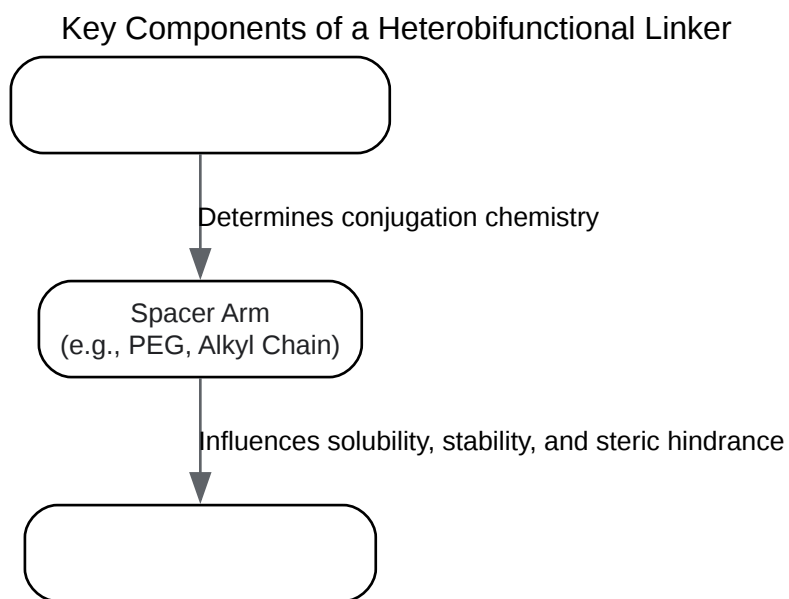 Key Components of a Heterobifunctional Linker
Determines conjugation chemistry
Spacer Arm
(e.g., PEG, Alkyl Chain)
Influences solubility, stability, and steric hindrance